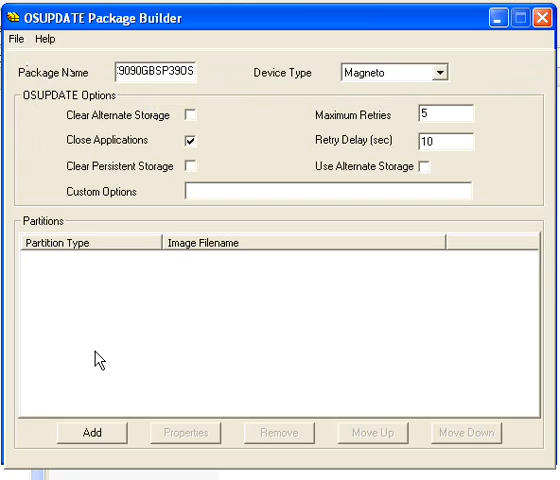 OSUPDATE Package Builder
File Help
Package Name :9090GBSP39OS Device Type Magneto
OSUPDATE Options
Clear Alternate Storage Maximum Retries 5
Close Applications Retry Delay (sec) 10
Clear Persistent Storage Use Alternate Storage
Custom Options
Partitions
Partition Type Image Filename
Add Properties Remove Move Up Move Down